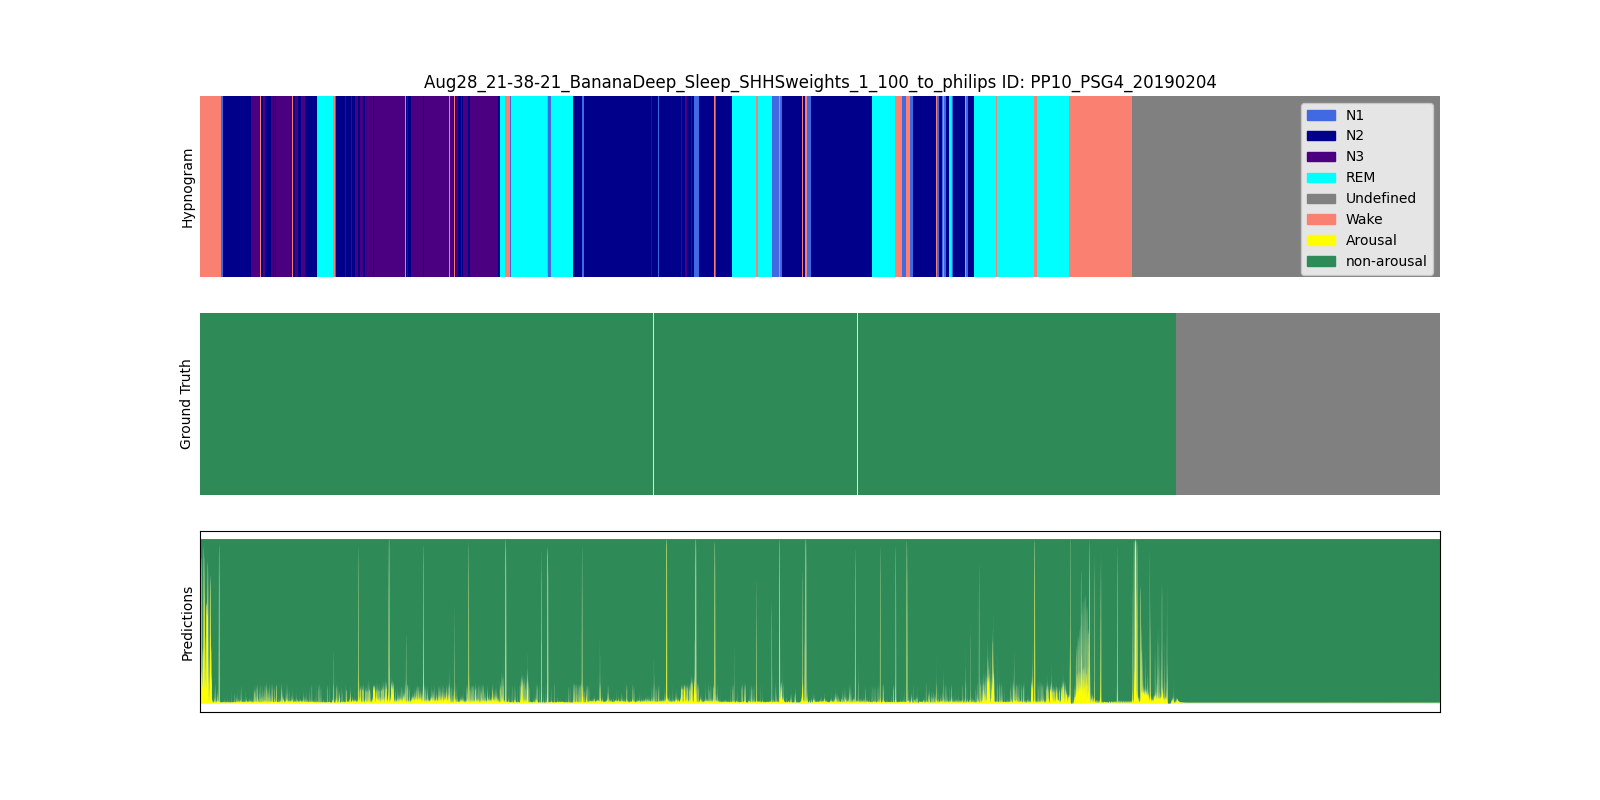 Aug28_21-38-21_BananaDeep_Sleep_SHHSweights_1_100_to_philips ID: PP10_PSG4_20190204
Hypnogram
N1
N2
N3
REM
Undefined
Wake
Arousal
non-arousal
Ground Truth
Predictions